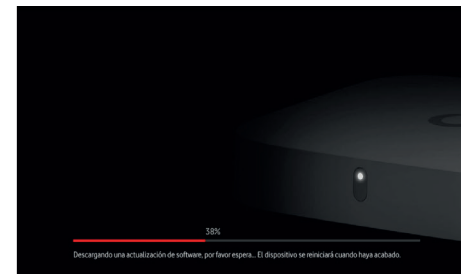 38%
Descargando una actualización de software, por favor espera... El dispositivo se reiniciará cuando haya acabado.